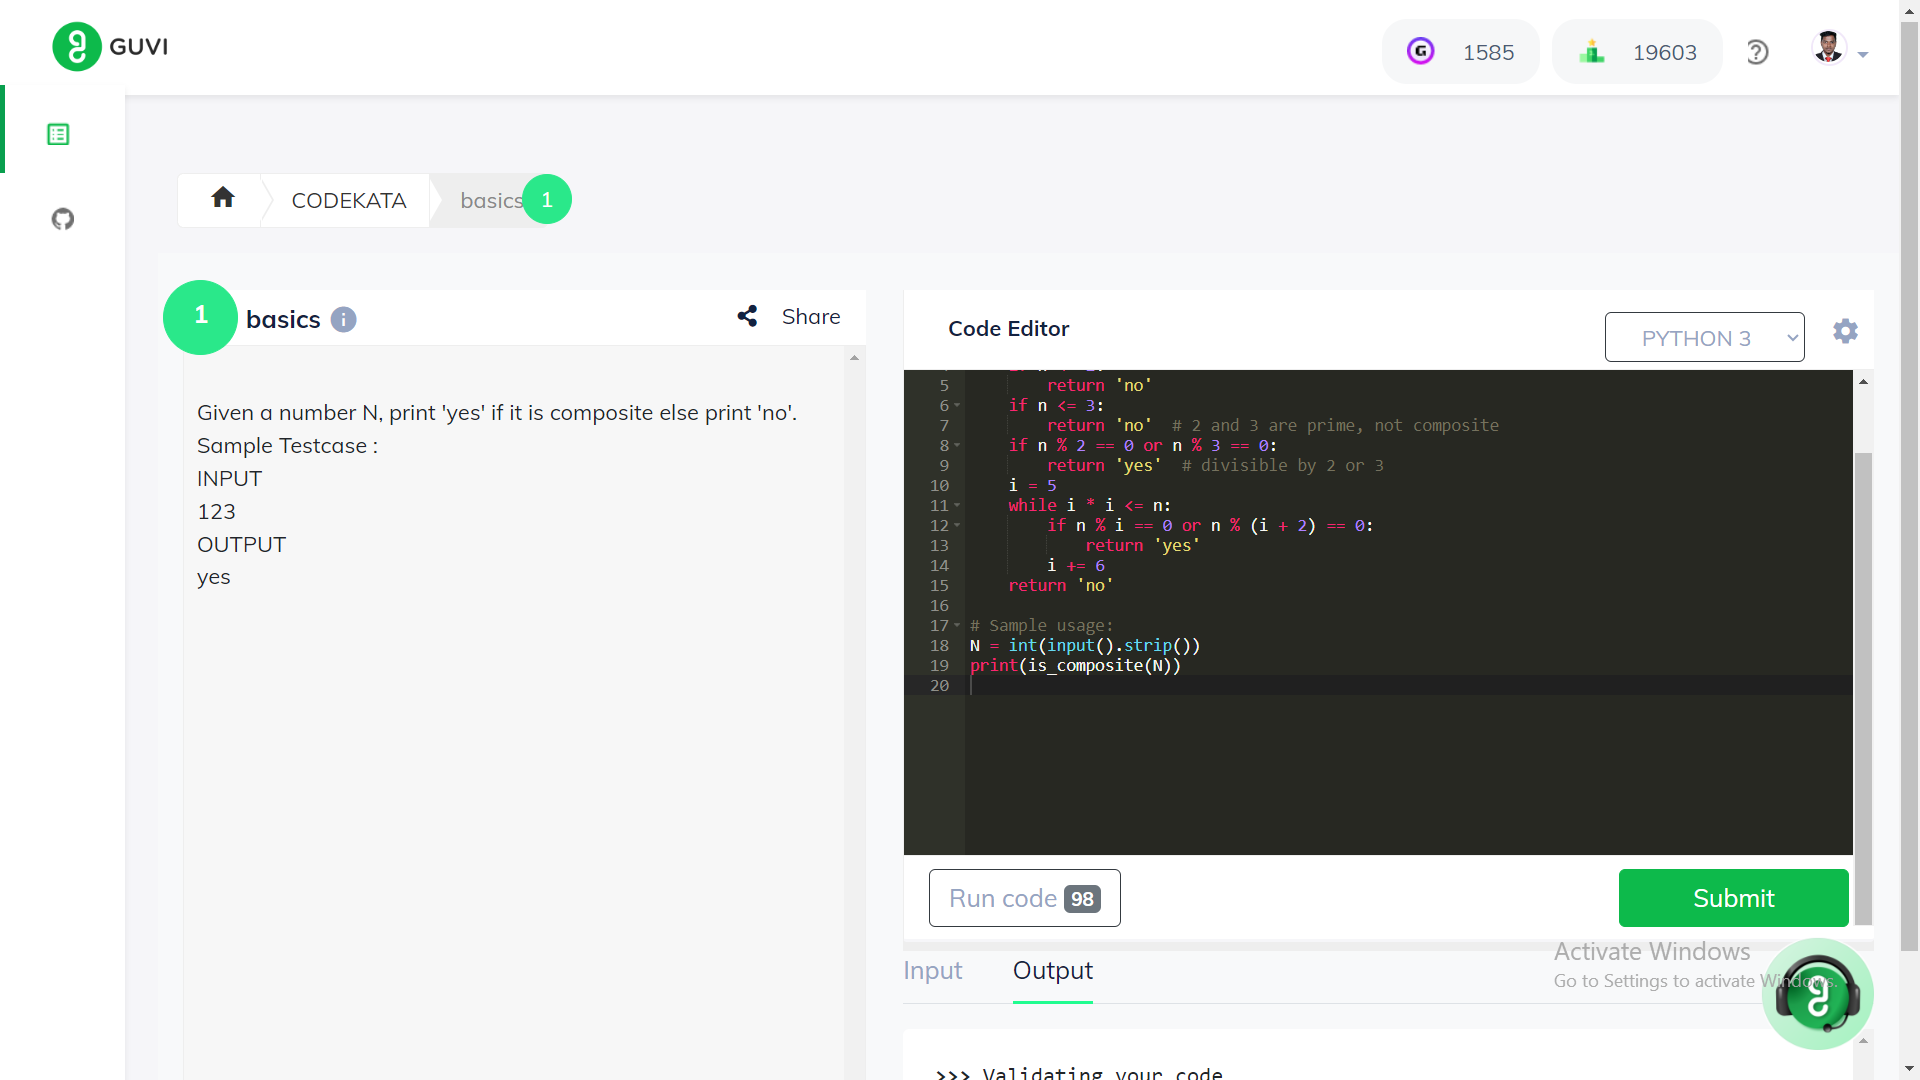 GUVI
1585
19603
CODEKATA
basics
1
1
basics
Share
Given a number N, print 'yes' if it is composite else print 'no'.
Sample Testcase :
INPUT
123
OUTPUT
yes
Code Editor
PYTHON 3
5 return 'no'
6 if n <= 3:
7 return 'no' # 2 and 3 are prime, not composite
8 if n % 2 == 0 or n % 3 == 0:
9 return 'yes' # divisible by 2 or 3
10 i = 5
11 while i * i <= n:
12 if n % i == 0 or n % (i + 2) == 0:
13 return 'yes'
14 i += 6
15 return 'no'
16
17 # Sample usage:
18 N = int(input().strip())
19 print(is_composite(N))
20
Run code 98
Submit
Input
Output
Activate Windows
Go to Settings to activate Windows.
>>> Validating your code